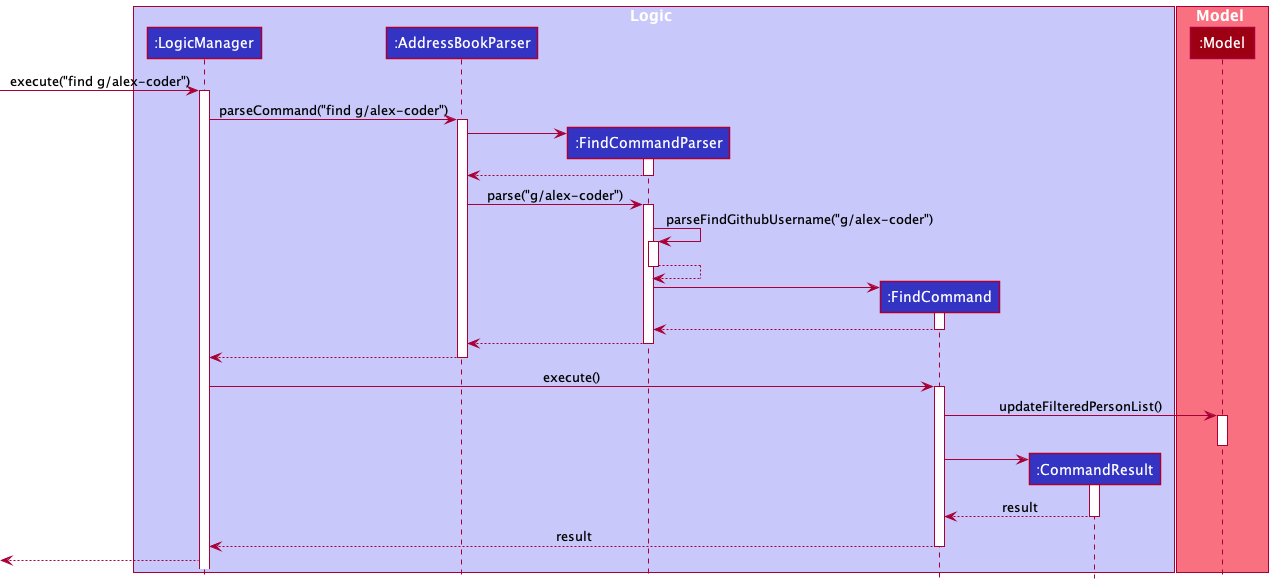 Logic
Model
:LogicManager
:AddressBookParser
:Model
execute("find g/alex-coder")
parseCommand("find g/alex-coder")
:FindCommandParser
parse("g/alex-coder")
parseFindGithubUsername("g/alex-coder")
:FindCommand
execute()
updateFilteredPersonList()
:CommandResult
result
result